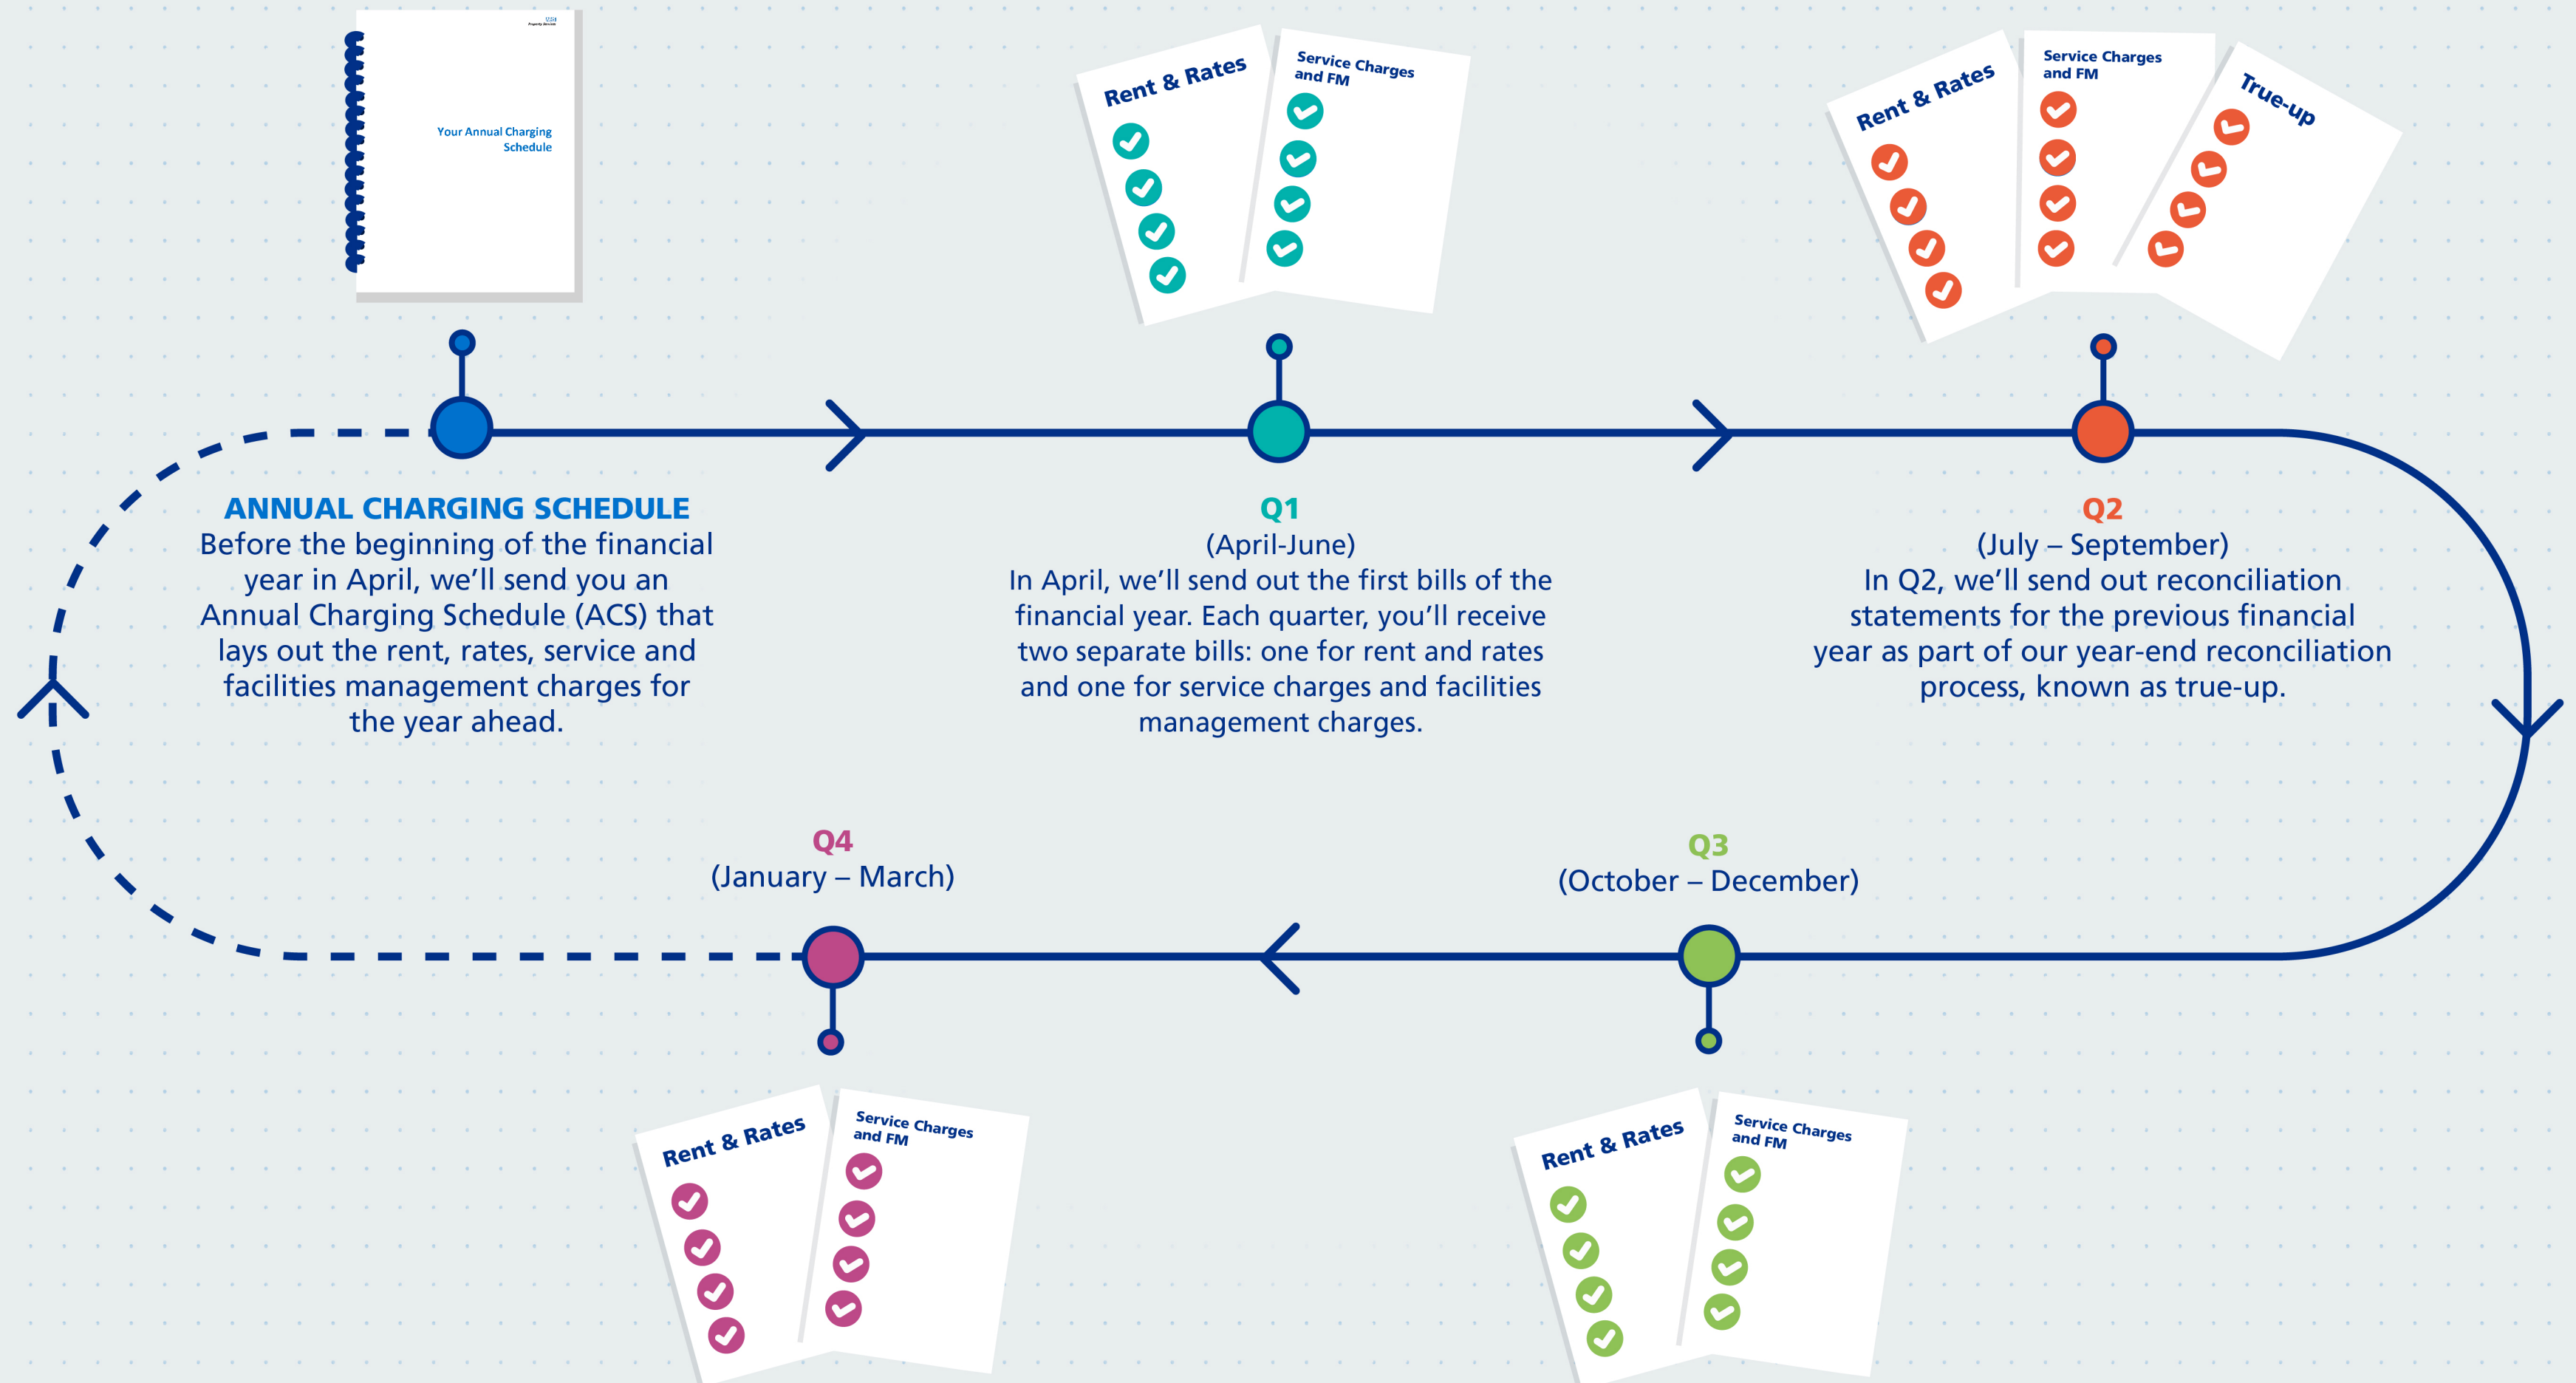 NHS
Property Services
Your Annual Charging
Schedule
Rent & Rates
Service Charges
and FM
Rent & Rates
Service Charges
and FM
True-up
ANNUAL CHARGING SCHEDULE
Before the beginning of the financial
year in April, we’ll send you an
Annual Charging Schedule (ACS) that
lays out the rent, rates, service and
facilities management charges for
the year ahead.
Q1
(April-June)
In April, we’ll send out the first bills of the
financial year. Each quarter, you’ll receive
two separate bills: one for rent and rates
and one for service charges and facilities
management charges.
Q2
(July – September)
In Q2, we’ll send out reconciliation
statements for the previous financial
year as part of our year-end reconciliation
process, known as true-up.
Q4
(January – March)
Q3
(October – December)
Rent & Rates
Service Charges
and FM
Rent & Rates
Service Charges
and FM